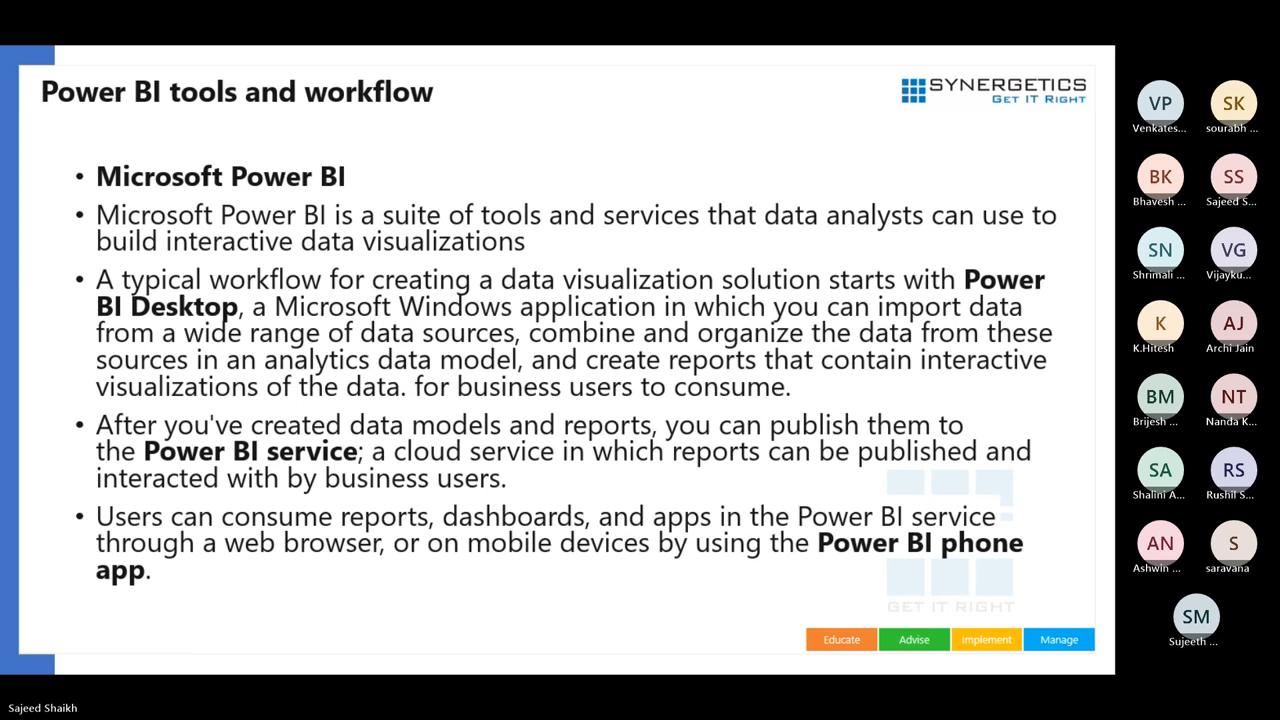 Power BI tools and workflow
SYNERGETICS
GET IT RIGHT
• Microsoft Power BI
• Microsoft Power BI is a suite of tools and services that data analysts can use to
build interactive data visualizations
• A typical workflow for creating a data visualization solution starts with Power
BI Desktop, a Microsoft Windows application in which you can import data
from a wide range of data sources, combine and organize the data from these
sources in an analytics data model, and create reports that contain interactive
visualizations of the data. for business users to consume.
• After you've created data models and reports, you can publish them to
the Power BI service; a cloud service in which reports can be published and
interacted with by business users.
• Users can consume reports, dashboards, and apps in the Power BI service
through a web browser, or on mobile devices by using the Power BI phone
app.
GET IT RIGHT
Educate Advise Implement Manage
VP SK
Venkates... sourabh ...
BK SS
Bhavesh ... Sajeed S...
SN VG
Shrimali ... Vijayku...
K AJ
K.Hitesh Archi Jain
BM NT
Brijesh ... Nanda K...
SA RS
Shalini A... Rushil S...
AN S
Ashwin ... saravana
SM
Sujeeth ...
Sajeed Shaikh